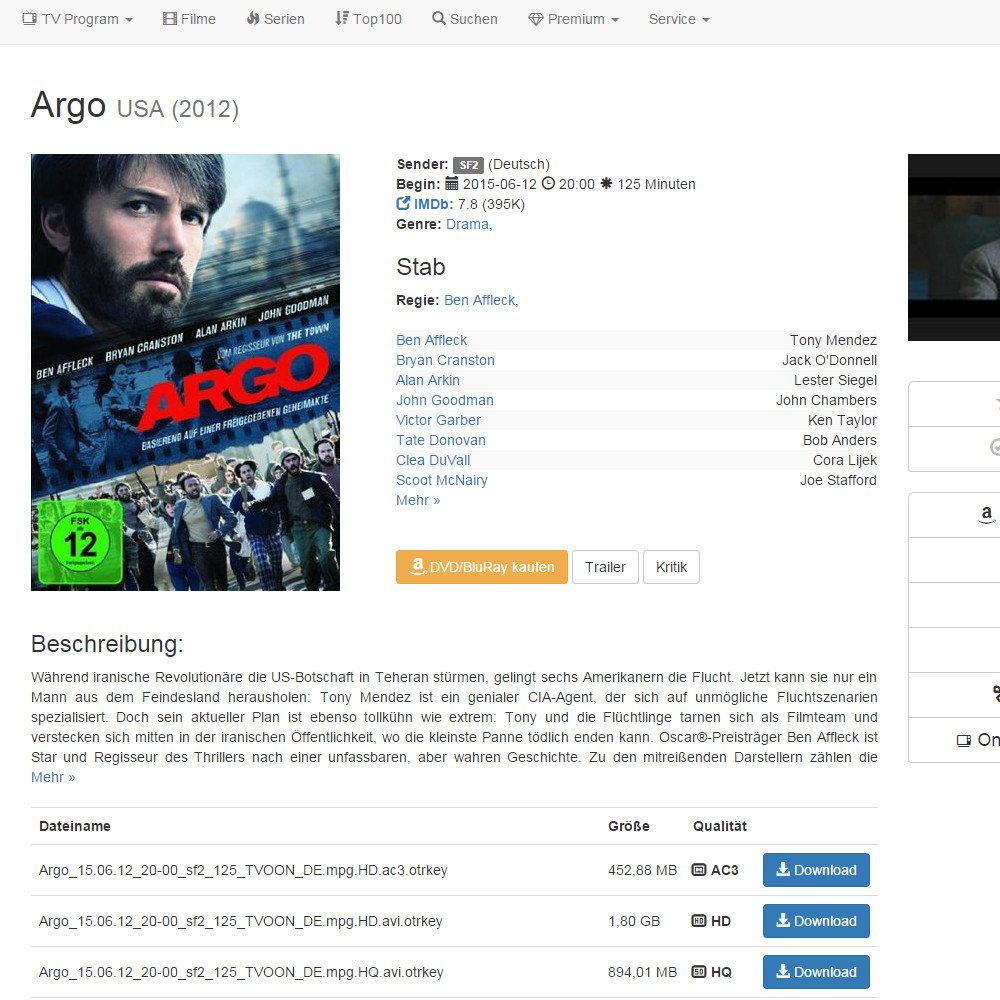 TV Program Filme Serien Top100 Suchen Premium Service
Argo USA (2012)
BEN AFFLECK BRYAN CRANSTON ALAN ARKIN JOHN GOODMAN
VOM REGISSEUR VON THE TOWN
ARGO
BASIEREND AUF EINER FREIGEGEBENEN GEHEIMAKTE
FSK
ab
12
freigegeben
Sender: SF2 (Deutsch)
Begin: 2015-06-12 20:00 125 Minuten
IMDb: 7.8 (395K)
Genre: Drama,
Stab
Regie: Ben Affleck,
Ben Affleck Tony Mendez
Bryan Cranston Jack O'Donnell
Alan Arkin Lester Siegel
John Goodman John Chambers
Victor Garber Ken Taylor
Tate Donovan Bob Anders
Clea DuVall Cora Lijek
Scoot McNairy Joe Stafford
Mehr »
a DVD/BluRay kaufen Trailer Kritik
a
On
Beschreibung:
Während iranische Revolutionäre die US-Botschaft in Teheran stürmen, gelingt sechs Amerikanern die Flucht. Jetzt kann sie nur ein
Mann aus dem Feindesland herausholen: Tony Mendez ist ein genialer CIA-Agent, der sich auf unmögliche Fluchtszenarien
spezialisiert. Doch sein aktueller Plan ist ebenso tollkühn wie extrem: Tony und die Flüchtlinge tarnen sich als Filmteam und
verstecken sich mitten in der iranischen Öffentlichkeit, wo die kleinste Panne tödlich enden kann. Oscar®-Preisträger Ben Affleck ist
Star und Regisseur des Thrillers nach einer unfassbaren, aber wahren Geschichte. Zu den mitreißenden Darstellern zählen die
Mehr »
Dateiname Größe Qualität
Argo_15.06.12_20-00_sf2_125_TVOON_DE.mpg.HD.ac3.otrkey 452,88 MB AC3 Download
Argo_15.06.12_20-00_sf2_125_TVOON_DE.mpg.HD.avi.otrkey 1,80 GB HD HD Download
Argo_15.06.12_20-00_sf2_125_TVOON_DE.mpg.HQ.avi.otrkey 894,01 MB SD HQ Download